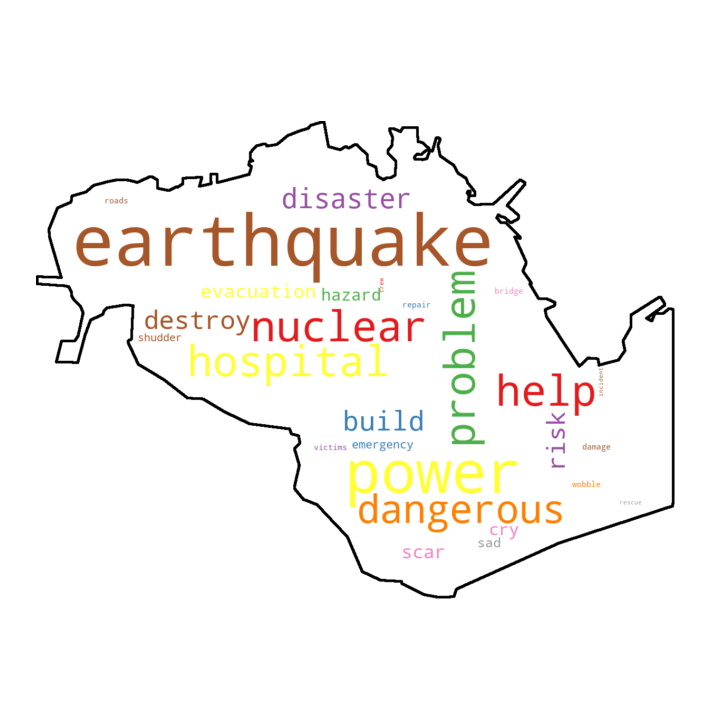 disaster
roads
earthquake
crew
evacuation
hazard
problem
bridge
repair
destroy
nuclear
shudder
hospital
incident
help
build
risk
emergency
victims
damage
power
wobble
dangerous
rescue
cry
sad
scar